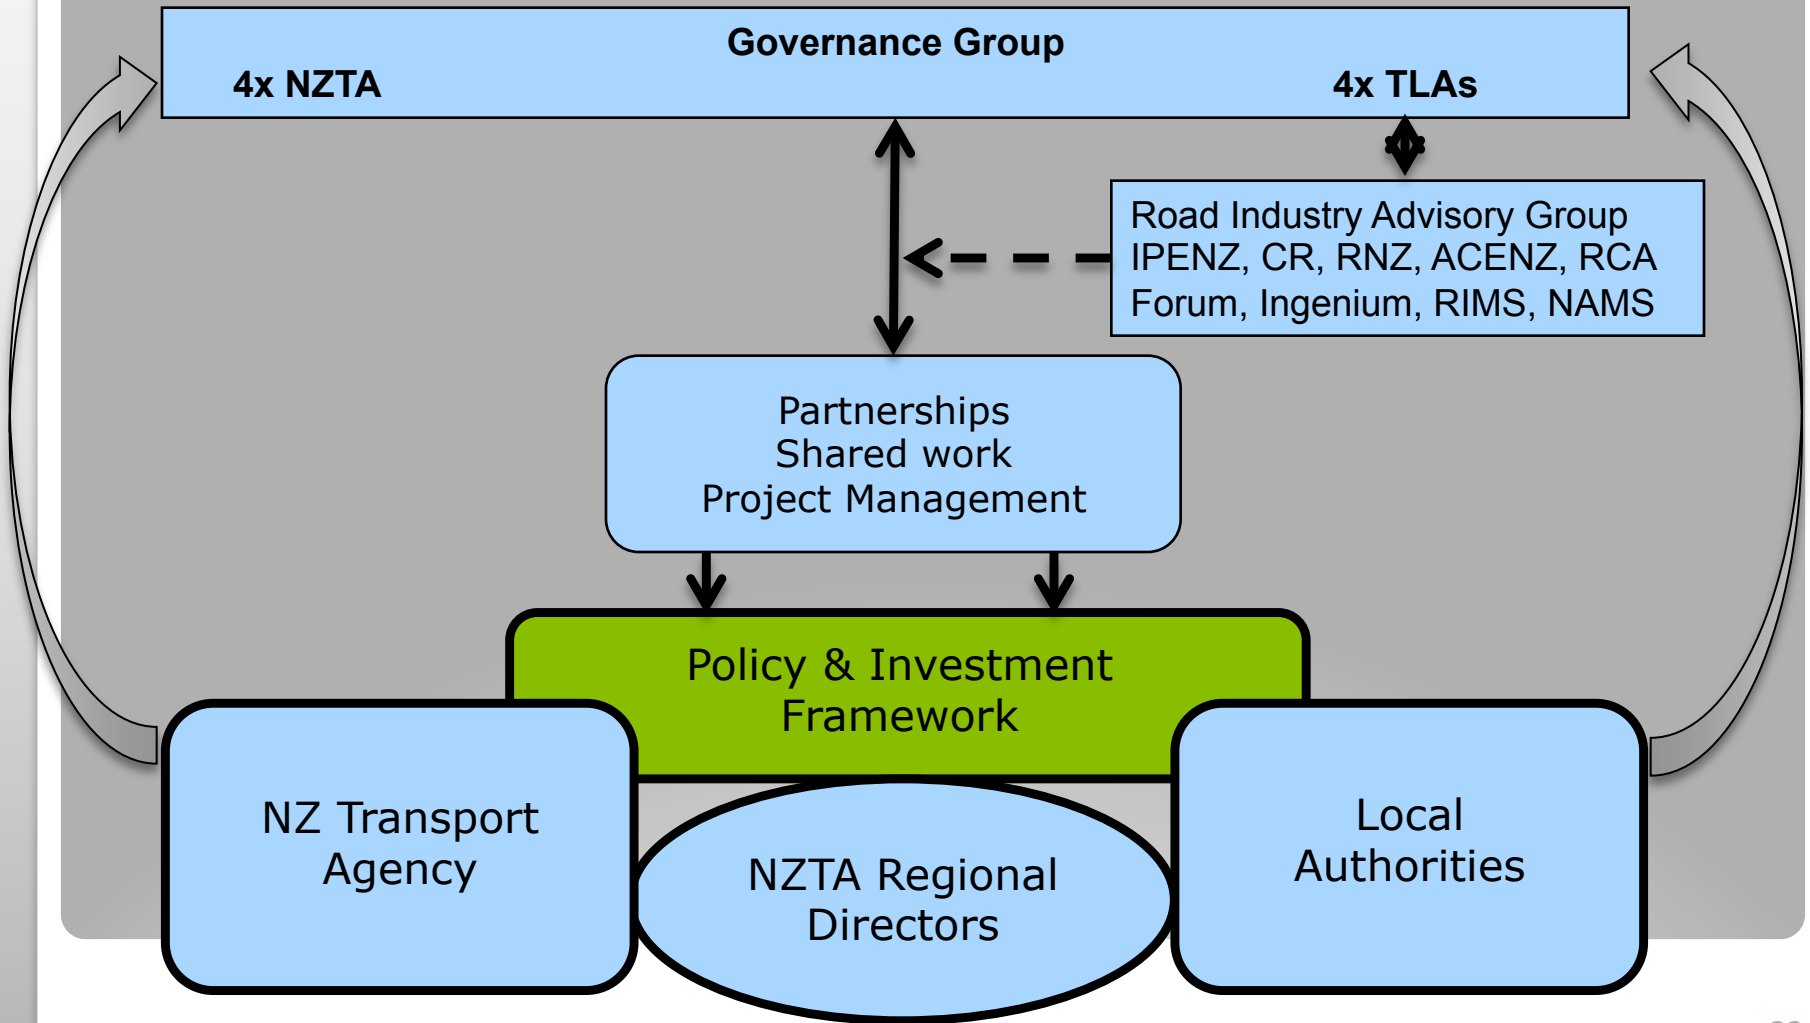 Governance Group
4x NZTA 4x TLAs
Road Industry Advisory Group
IPENZ, CR, RNZ, ACENZ, RCA
Forum, Ingenium, RIMS, NAMS
Partnerships
Shared work
Project Management
Policy & Investment
Framework
NZ Transport
Agency
NZTA Regional
Directors
Local
Authorities